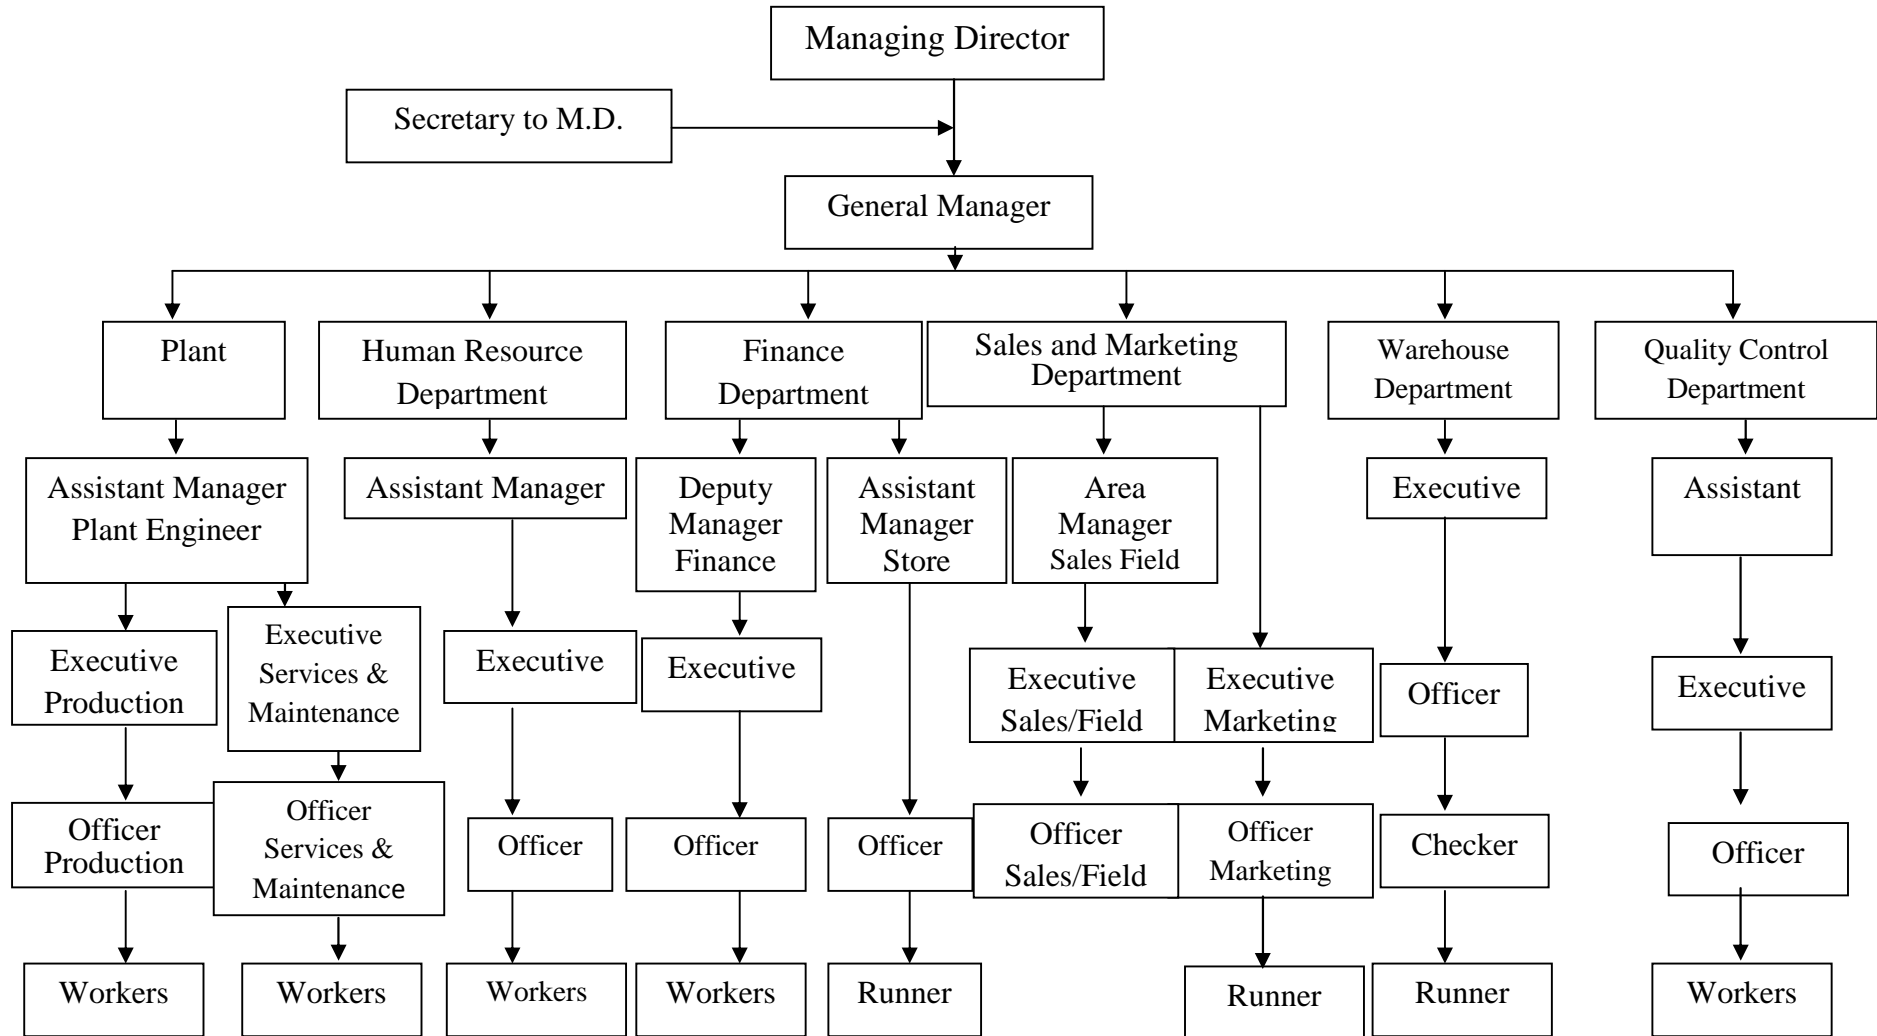 Managing Director
Secretary to M.D.
General Manager
Plant
Human Resource
Department
Finance
Department
Sales and Marketing
Department
Warehouse
Department
Quality Control
Department
Assistant Manager
Plant Engineer
Assistant Manager
Deputy
Manager
Finance
Assistant
Manager
Store
Area
Manager
Sales Field
Executive
Assistant
Executive
Production
Executive
Services &
Maintenance
Executive
Executive
Executive
Sales/Field
Executive
Marketing
Officer
Executive
Officer
Production
Officer
Services &
Maintenance
Officer
Officer
Officer
Officer
Sales/Field
Officer
Marketing
Checker
Officer
Workers
Workers
Workers
Workers
Runner
Runner
Runner
Workers